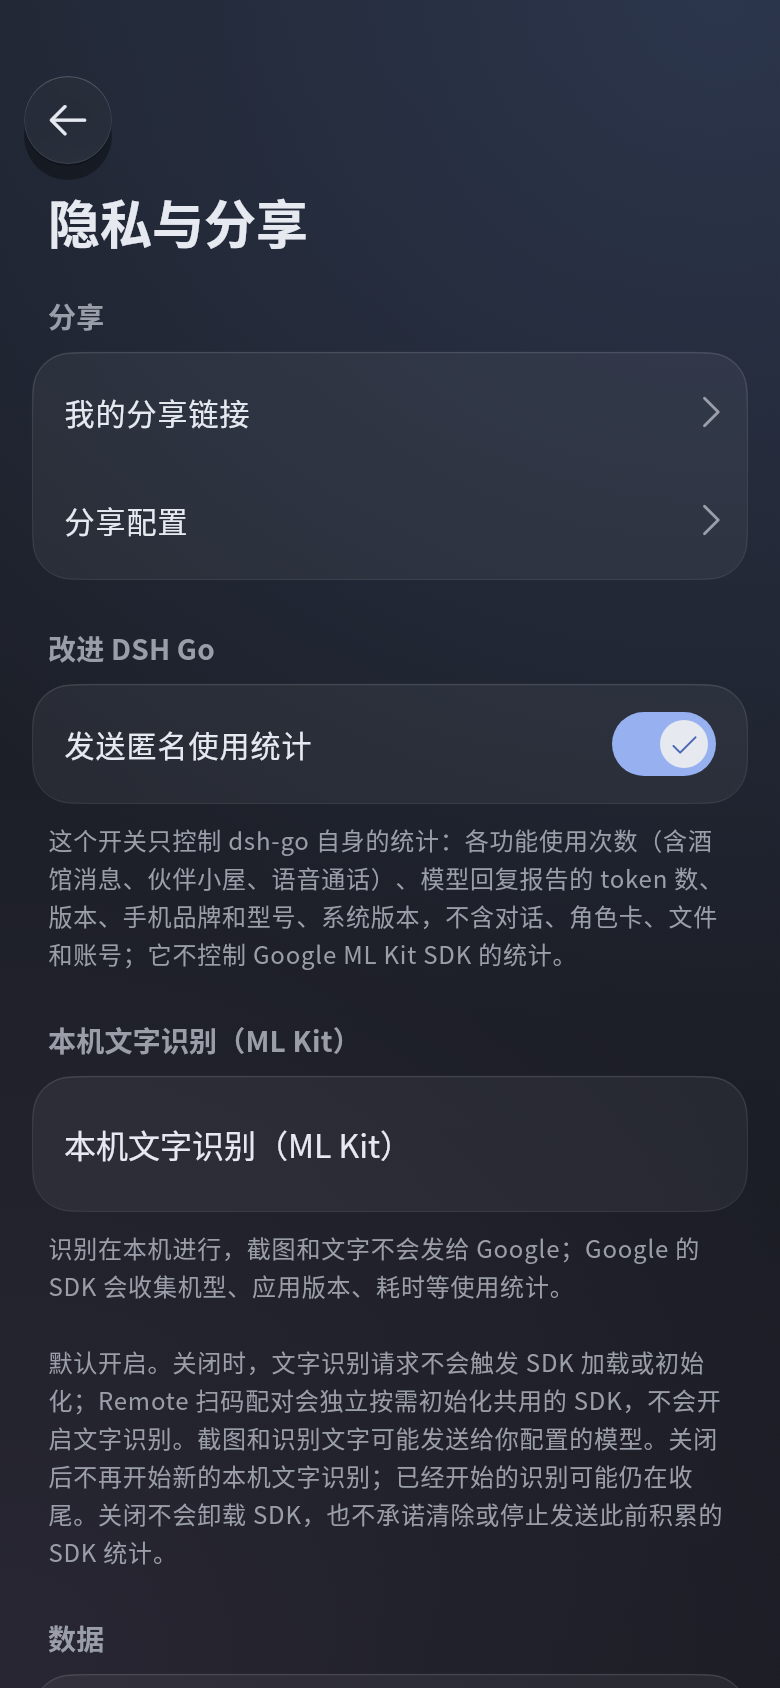 隐私与分享
分享
我的分享链接
分享配置
改进 DSH Go
发送匿名使用统计
这个开关只控制 dsh-go 自身的统计：各功能使用次数（含酒
馆消息、伙伴小屋、语音通话）、模型回复报告的 token 数、
版本、手机品牌和型号、系统版本，不含对话、角色卡、文件
和账号；它不控制 Google ML Kit SDK 的统计。
本机文字识别（ML Kit）
本机文字识别（ML Kit）
识别在本机进行，截图和文字不会发给 Google；Google 的
SDK 会收集机型、应用版本、耗时等使用统计。
默认开启。关闭时，文字识别请求不会触发 SDK 加载或初始
化；Remote 扫码配对会独立按需初始化共用的 SDK，不会开
启文字识别。截图和识别文字可能发送给你配置的模型。关闭
后不再开始新的本机文字识别；已经开始的识别可能仍在收
尾。关闭不会卸载 SDK，也不承诺清除或停止发送此前积累的
SDK 统计。
数据